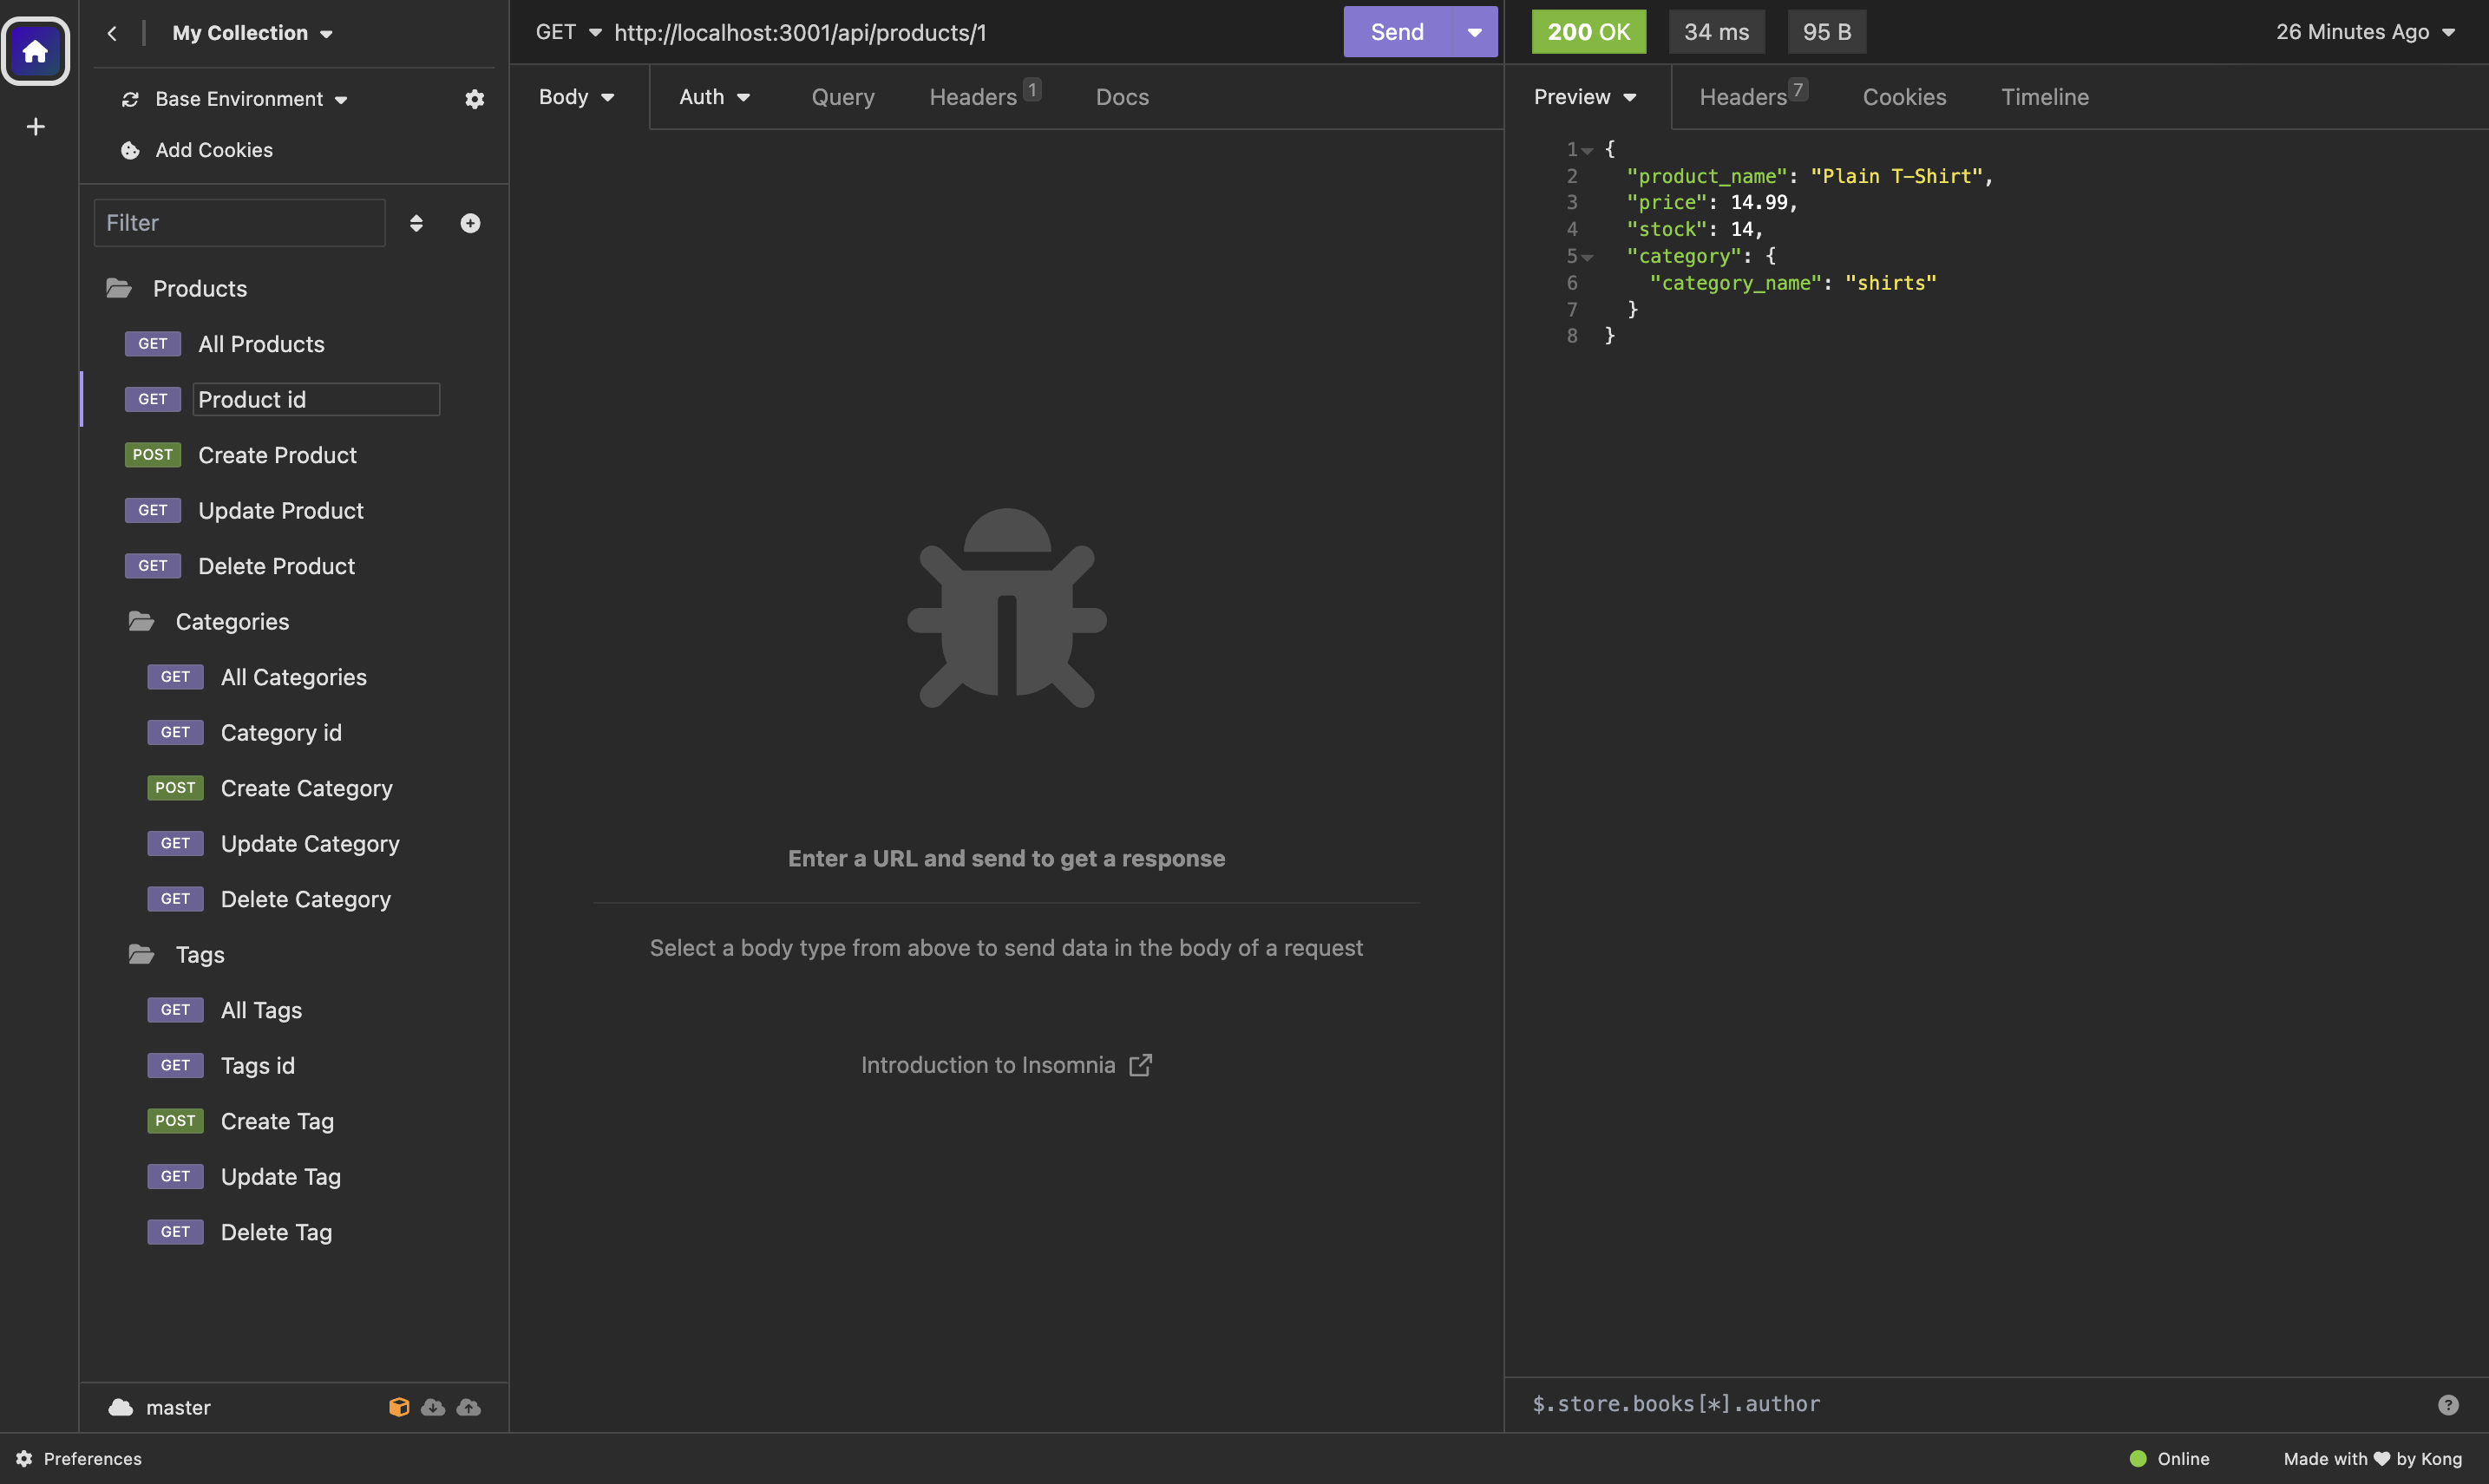 My Collection
Base Environment
Add Cookies
Filter
Products
GET All Products
GET Product id
POST Create Product
GET Update Product
GET Delete Product
Categories
GET All Categories
GET Category id
POST Create Category
GET Update Category
GET Delete Category
Tags
GET All Tags
GET Tags id
POST Create Tag
GET Update Tag
GET Delete Tag
master
GET http://localhost:3001/api/products/1 Send
Body Auth Query Headers 1 Docs
Enter a URL and send to get a response
Select a body type from above to send data in the body of a request
Introduction to Insomnia
200 OK 34 ms 95 B 26 Minutes Ago
Preview Headers 7 Cookies Timeline
1 {
2 "product_name": "Plain T-Shirt",
3 "price": 14.99,
4 "stock": 14,
5 "category": {
6 "category_name": "shirts"
7 }
8 }
$.store.books[*].author ?
Preferences Online Made with ♥ by Kong